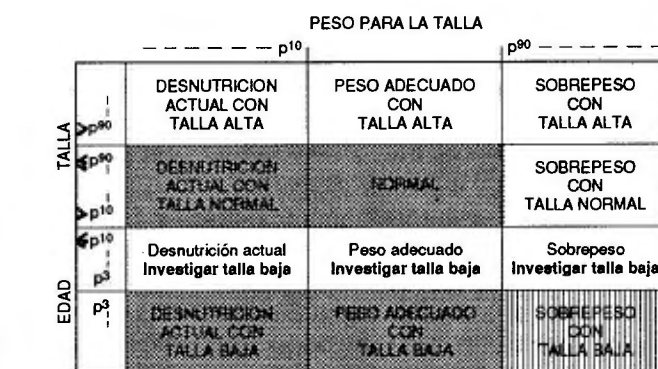 PESO PARA LA TALLA
p10
p90
TALLA
EDAD
>p90
DESNUTRICION
ACTUAL CON
TALLA ALTA
PESO ADECUADO
CON
TALLA ALTA
SOBREPESO
CON
TALLA ALTA
<p90
>p10
DESNUTRICION
ACTUAL CON
TALLA NORMAL
NORMAL
SOBREPESO
CON
TALLA NORMAL
<p10
p3
Desnutrición actual
Investigar talla baja
Peso adecuado
Investigar talla baja
Sobrepeso
Investigar talla baja
p3
DESNUTRICION
ACTUAL CON
TALLA BAJA
PESO ADECUADO
CON
TALLA BAJA
SOBREPESO
CON
TALLA BAJA